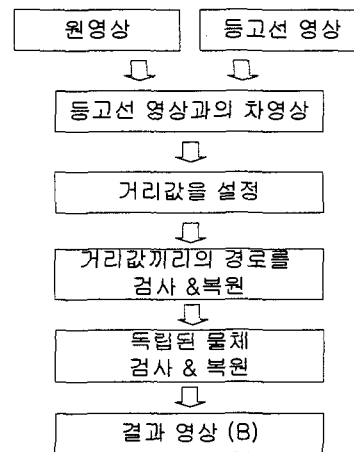 원영상
등고선 영상
등고선 영상과의 차영상
거리값을 설정
거리값끼리의 경로를
검사 &복원
독립된 물체
검사 & 복원
결과 영상 (B)